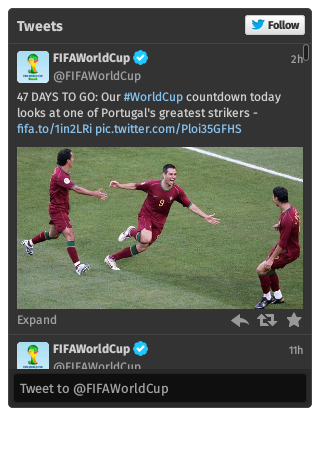 Tweets
Follow
FIFAWorldCup
2h
@FIFAWorldCup
47 DAYS TO GO: Our #WorldCup countdown today
looks at one of Portugal's greatest strikers -
fifa.to/1in2LRi pic.twitter.com/Ploi35GFHS
9
Expand
FIFAWorldCup
11h
@FIFAWorldCup
Tweet to @FIFAWorldCup